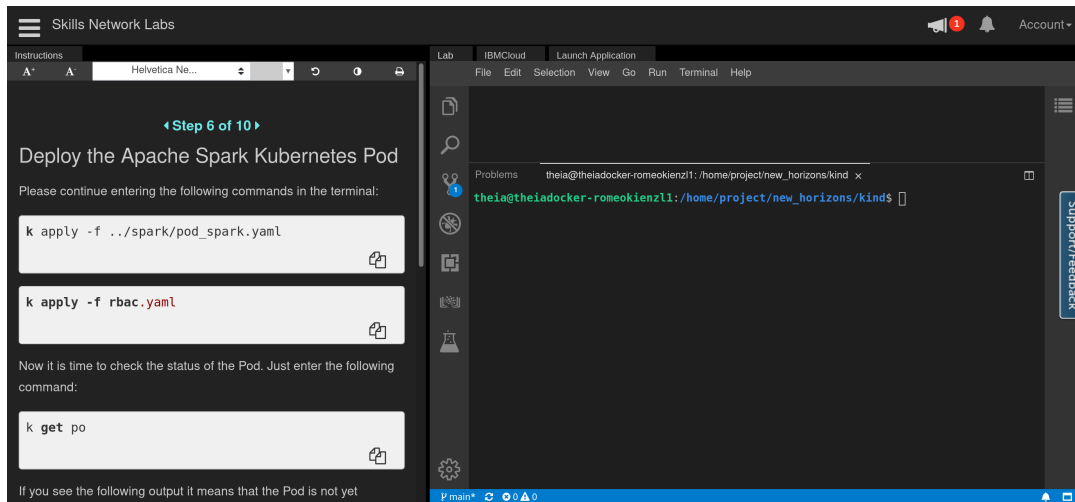 Skills Network Labs
1
Account
Instructions
A+ A- Helvetica Ne...
Step 6 of 10
Deploy the Apache Spark Kubernetes Pod
Please continue entering the following commands in the terminal:
k apply -f ../spark/pod_spark.yaml
k apply -f rbac.yaml
Now it is time to check the status of the Pod. Just enter the following
command:
k get po
If you see the following output it means that the Pod is not yet
Lab IBMCloud Launch Application
File Edit Selection View Go Run Terminal Help
1
Problems theia@theiadocker-romeokienzl1: /home/project/new_horizons/kind ×
theia@theiadocker-romeokienzl1:/home/project/new_horizons/kind$
Support/Feedback
main* 0 0